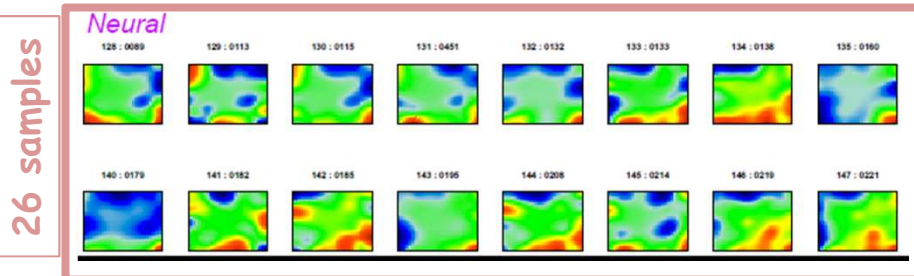 26 samples
Neural
128 : 0089 129 : 0113 130 : 0115 131 : 0451 132 : 0132 133 : 0133 134 : 0138 135 : 0160
140 : 0179 141 : 0182 142 : 0185 143 : 0195 144 : 0208 145 : 0214 146 : 0219 147 : 0221